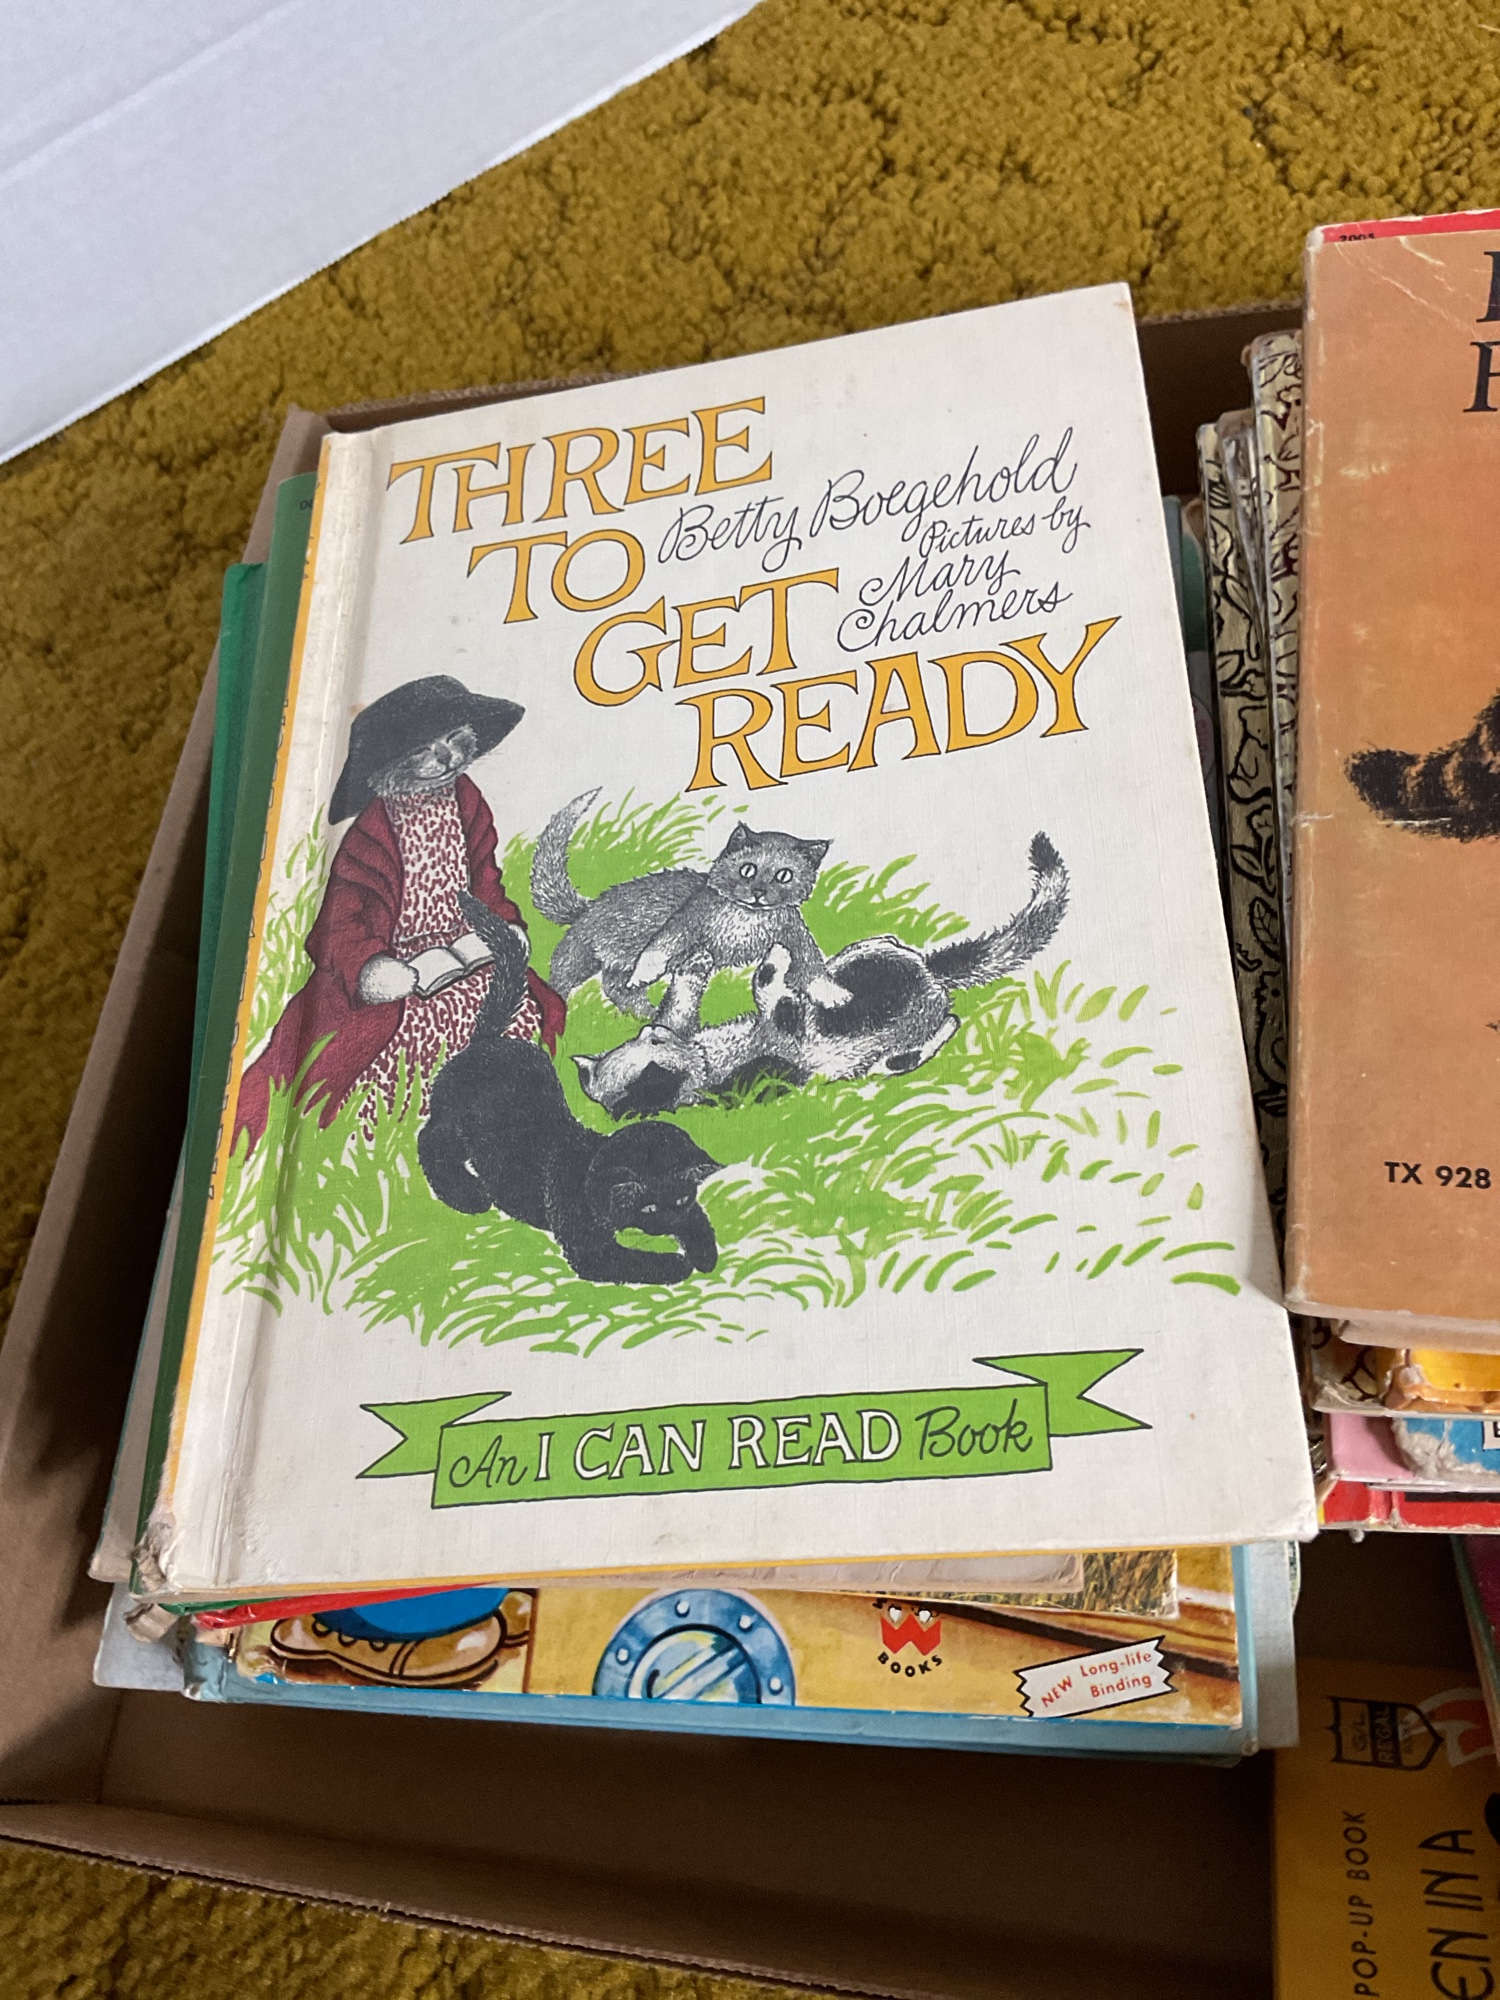 THREE
TO
GET
READY
Betty Boegehold
Pictures by
Mary
Chalmers
An I CAN READ Book
BOOKS
NEW Long-life
Binding
TX 928
REGAL
POP-UP BOOK
EN IN A